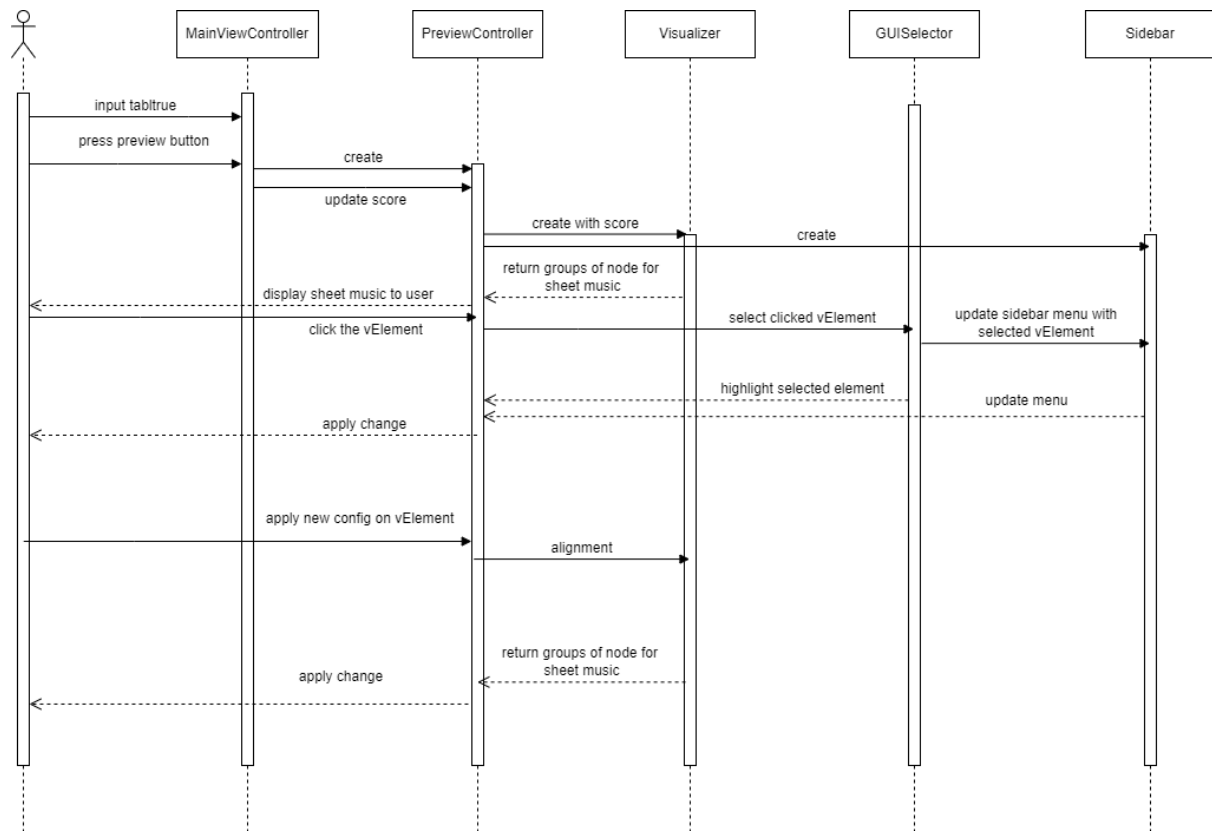 MainViewController
PreviewController
Visualizer
GUISelector
Sidebar
input tabltrue
press preview button
create
update score
create with score
create
return groups of node for
sheet music
display sheet music to user
click the vElement
select clicked vElement
update sidebar menu with
selected vElement
highlight selected element
update menu
apply change
apply new config on vElement
alignment
return groups of node for
sheet music
apply change